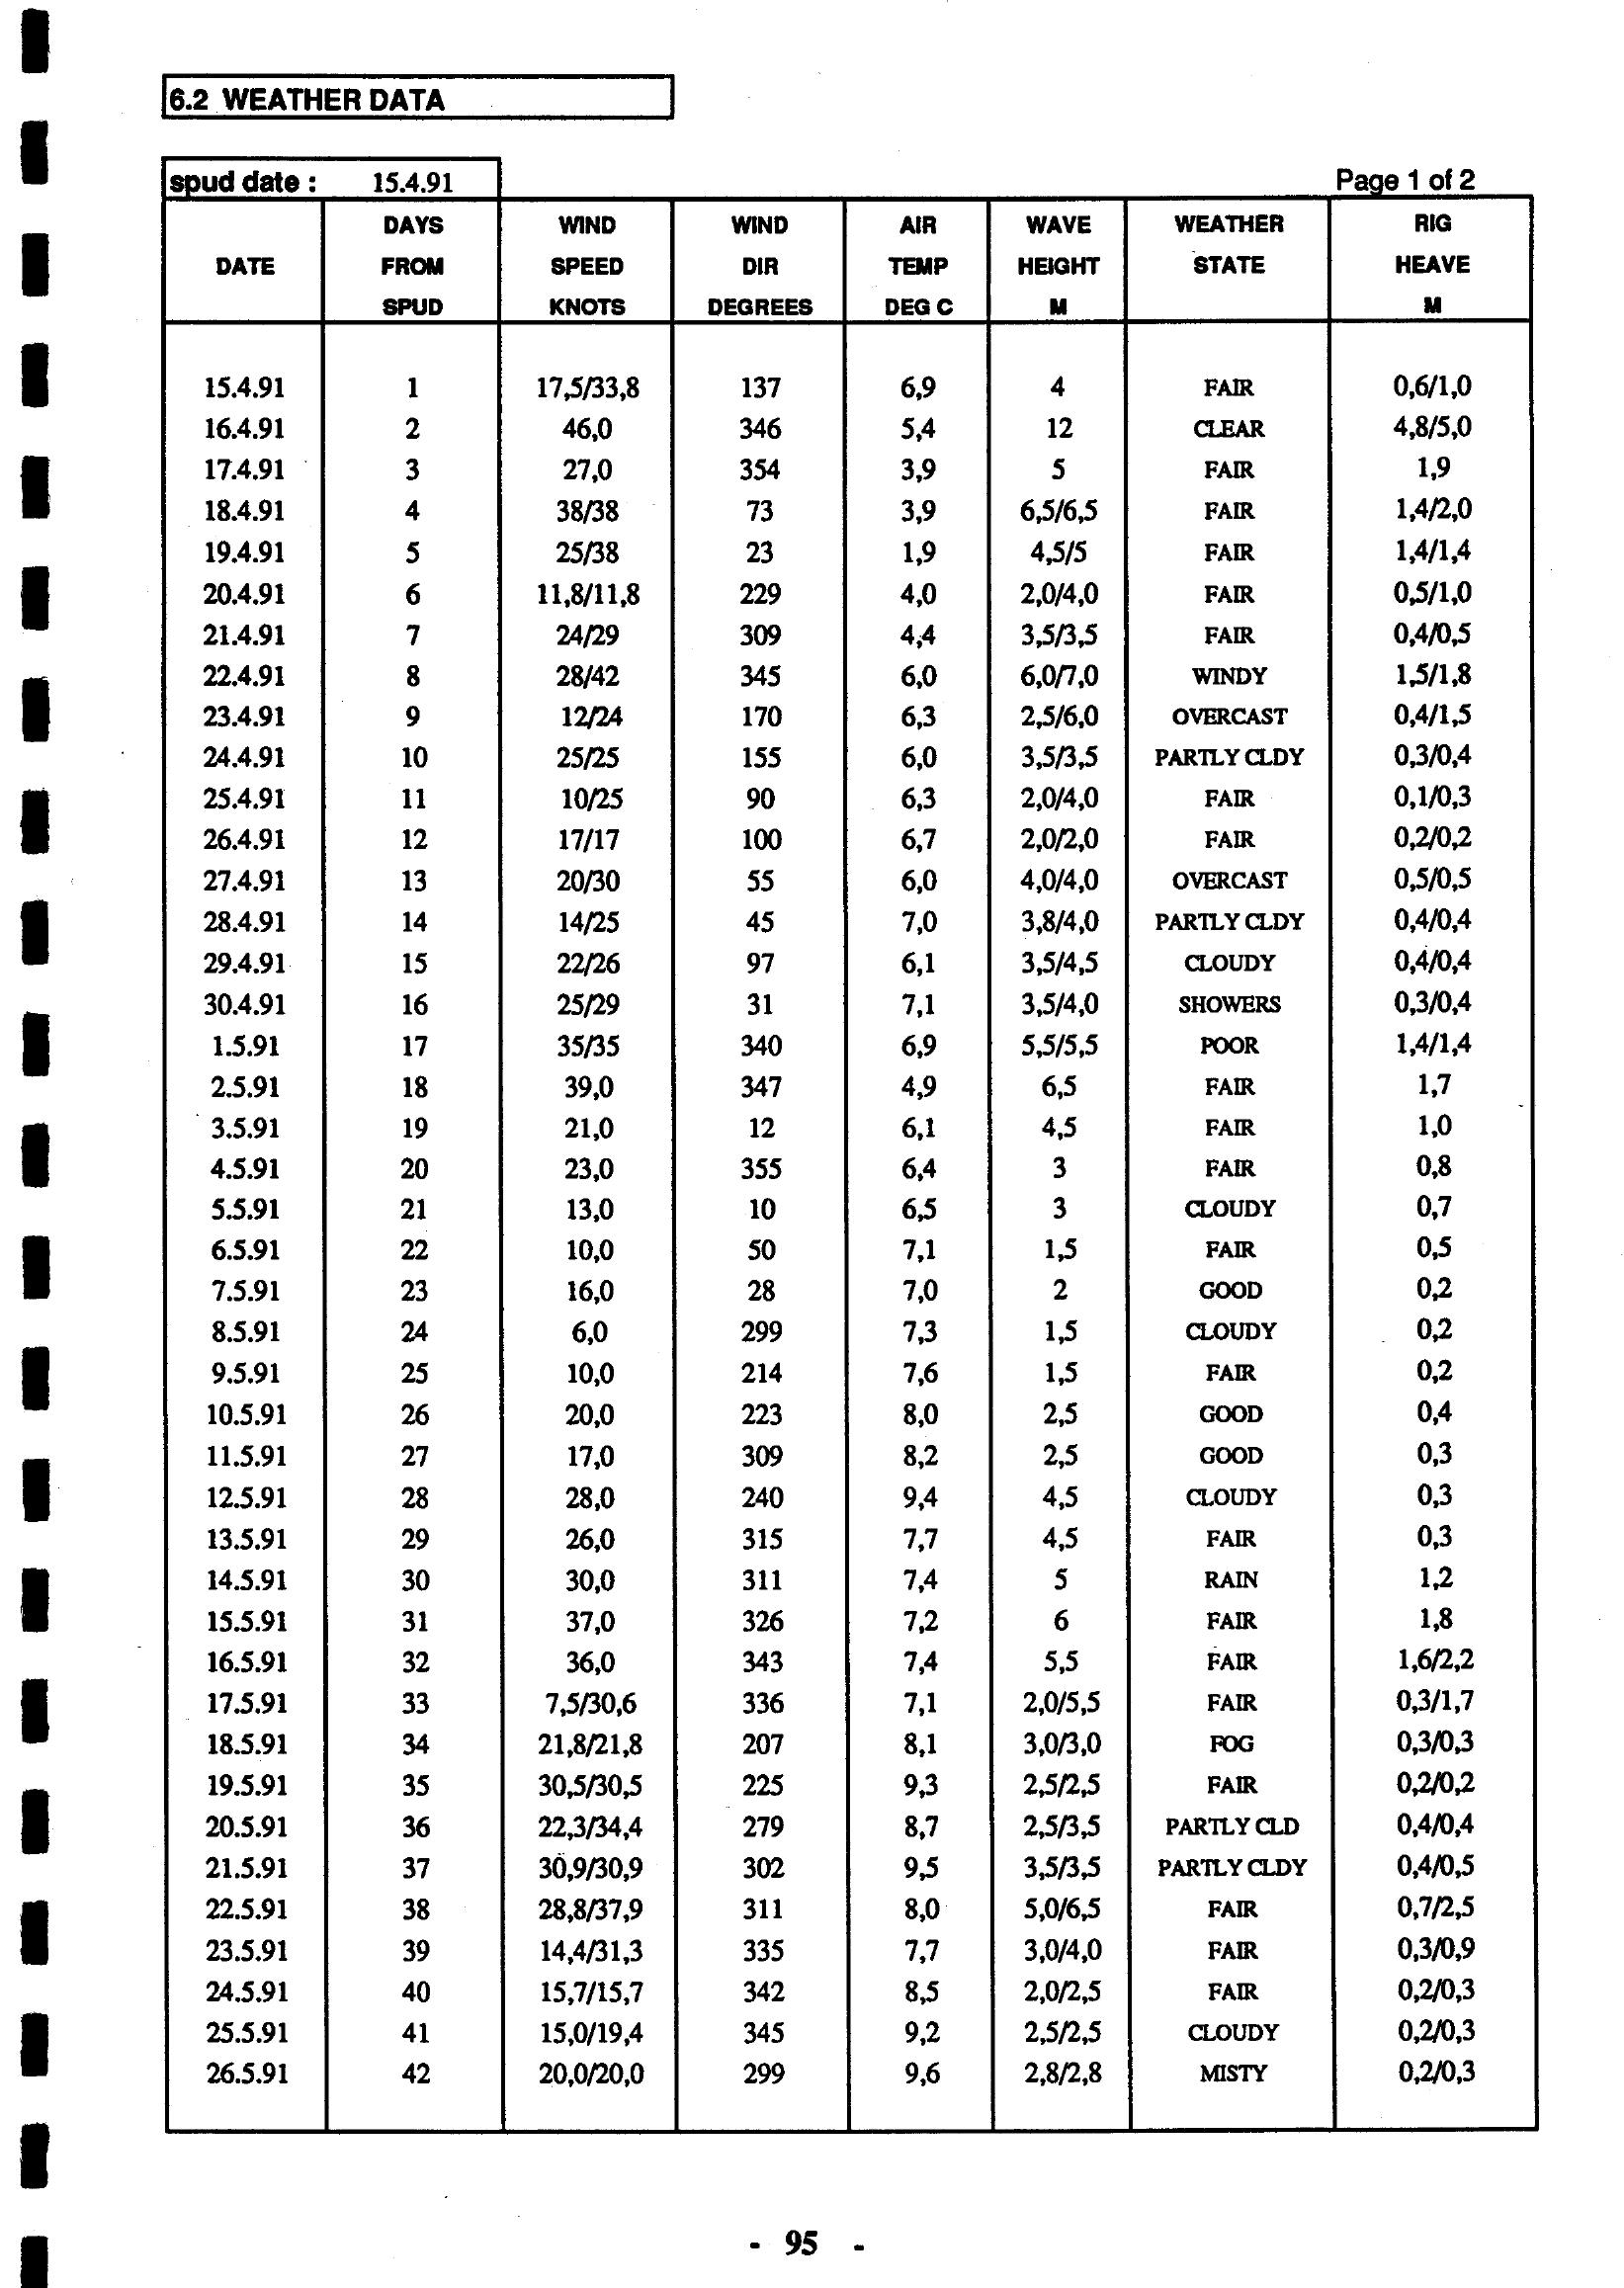 6.2 WEATHER DATA
spud date : 15.4.91 Page 1 of 2
DAYS WIND WIND AIR WAVE WEATHER RIG
DATE FROM SPEED DIR TEMP HEIGHT STATE HEAVE
SPUD KNOTS DEGREES DEG C M M
15.4.91 1 17,5/33,8 137 6,9 4 FAIR 0,6/1,0
16.4.91 2 46,0 346 5,4 12 CLEAR 4,8/5,0
17.4.91 3 27,0 354 3,9 5 FAIR 1,9
18.4.91 4 38/38 73 3,9 6,5/6,5 FAIR 1,4/2,0
19.4.91 5 25/38 23 1,9 4,5/5 FAIR 1,4/1,4
20.4.91 6 11,8/11,8 229 4,0 2,0/4,0 FAIR 0,5/1,0
21.4.91 7 24/29 309 4,4 3,5/3,5 FAIR 0,4/0,5
22.4.91 8 28/42 345 6,0 6,0/7,0 WINDY 1,5/1,8
23.4.91 9 12/24 170 6,3 2,5/6,0 OVERCAST 0,4/1,5
24.4.91 10 25/25 155 6,0 3,5/3,5 PARTLY CLDY 0,3/0,4
25.4.91 11 10/25 90 6,3 2,0/4,0 FAIR 0,1/0,3
26.4.91 12 17/17 100 6,7 2,0/2,0 FAIR 0,2/0,2
27.4.91 13 20/30 55 6,0 4,0/4,0 OVERCAST 0,5/0,5
28.4.91 14 14/25 45 7,0 3,8/4,0 PARTLY CLDY 0,4/0,4
29.4.91 15 22/26 97 6,1 3,5/4,5 CLOUDY 0,4/0,4
30.4.91 16 25/29 31 7,1 3,5/4,0 SHOWERS 0,3/0,4
1.5.91 17 35/35 340 6,9 5,5/5,5 POOR 1,4/1,4
2.5.91 18 39,0 347 4,9 6,5 FAIR 1,7
3.5.91 19 21,0 12 6,1 4,5 FAIR 1,0
4.5.91 20 23,0 355 6,4 3 FAIR 0,8
5.5.91 21 13,0 10 6,5 3 CLOUDY 0,7
6.5.91 22 10,0 50 7,1 1,5 FAIR 0,5
7.5.91 23 16,0 28 7,0 2 GOOD 0,2
8.5.91 24 6,0 299 7,3 1,5 CLOUDY 0,2
9.5.91 25 10,0 214 7,6 1,5 FAIR 0,2
10.5.91 26 20,0 223 8,0 2,5 GOOD 0,4
11.5.91 27 17,0 309 8,2 2,5 GOOD 0,3
12.5.91 28 28,0 240 9,4 4,5 CLOUDY 0,3
13.5.91 29 26,0 315 7,7 4,5 FAIR 0,3
14.5.91 30 30,0 311 7,4 5 RAIN 1,2
15.5.91 31 37,0 326 7,2 6 FAIR 1,8
16.5.91 32 36,0 343 7,4 5,5 FAIR 1,6/2,2
17.5.91 33 7,5/30,6 336 7,1 2,0/5,5 FAIR 0,3/1,7
18.5.91 34 21,8/21,8 207 8,1 3,0/3,0 FOG 0,3/0,3
19.5.91 35 30,5/30,5 225 9,3 2,5/2,5 FAIR 0,2/0,2
20.5.91 36 22,3/34,4 279 8,7 2,5/3,5 PARTLY CLD 0,4/0,4
21.5.91 37 30,9/30,9 302 9,5 3,5/3,5 PARTLY CLDY 0,4/0,5
22.5.91 38 28,8/37,9 311 8,0 5,0/6,5 FAIR 0,7/2,5
23.5.91 39 14,4/31,3 335 7,7 3,0/4,0 FAIR 0,3/0,9
24.5.91 40 15,7/15,7 342 8,5 2,0/2,5 FAIR 0,2/0,3
25.5.91 41 15,0/19,4 345 9,2 2,5/2,5 CLOUDY 0,2/0,3
26.5.91 42 20,0/20,0 299 9,6 2,8/2,8 MISTY 0,2/0,3
- 95 -